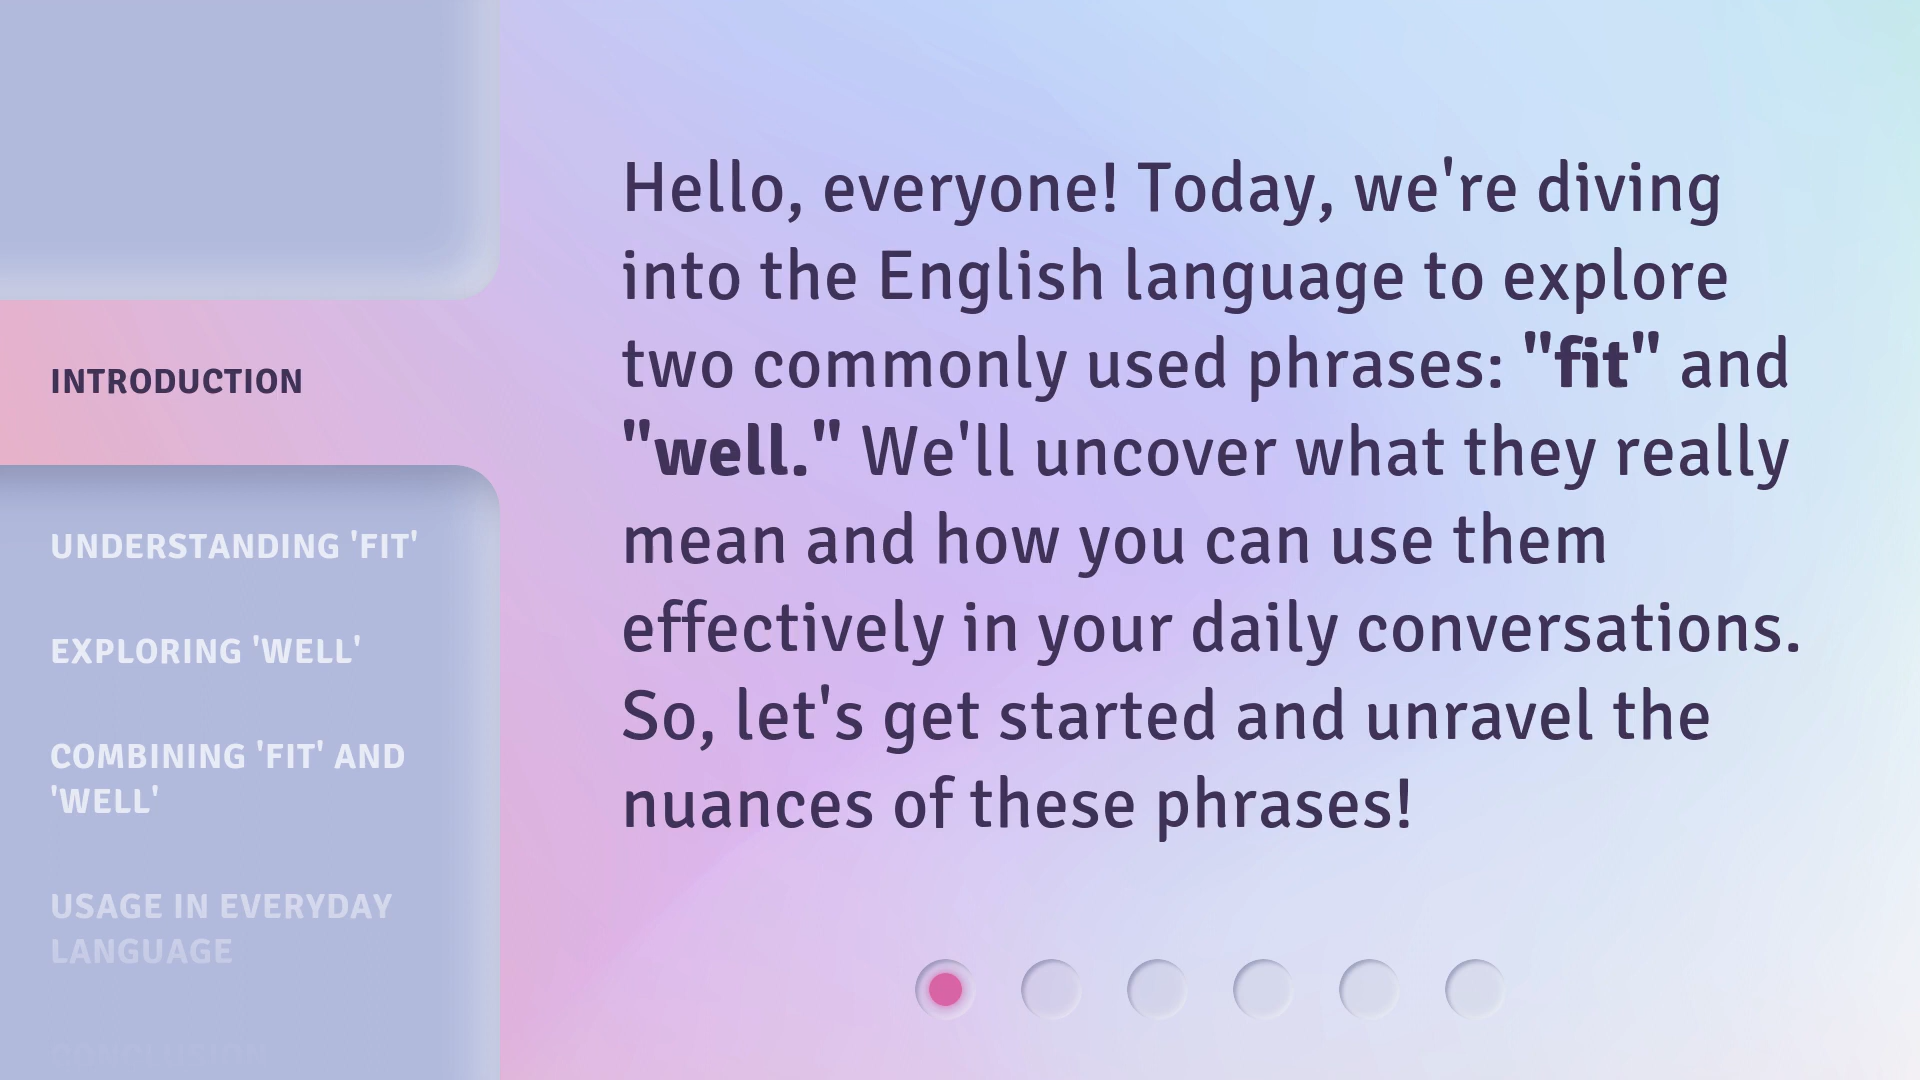 INTRODUCTION
UNDERSTANDING 'FIT'
EXPLORING 'WELL'
COMBINING 'FIT' AND
'WELL'
USAGE IN EVERYDAY
LANGUAGE
CONCLUSION
Hello, everyone! Today, we're diving
into the English language to explore
two commonly used phrases: "fit" and
"well." We'll uncover what they really
mean and how you can use them
effectively in your daily conversations.
So, let's get started and unravel the
nuances of these phrases!